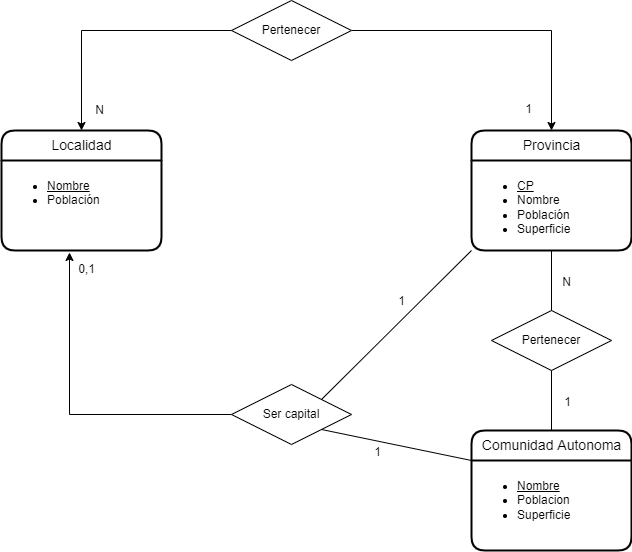 Pertenecer
N
1
Localidad
Nombre
Población
Provincia
CP
Nombre
Población
Superficie
0,1
N
1
Pertenecer
1
Ser capital
1
Comunidad Autonoma
Nombre
Poblacion
Superficie